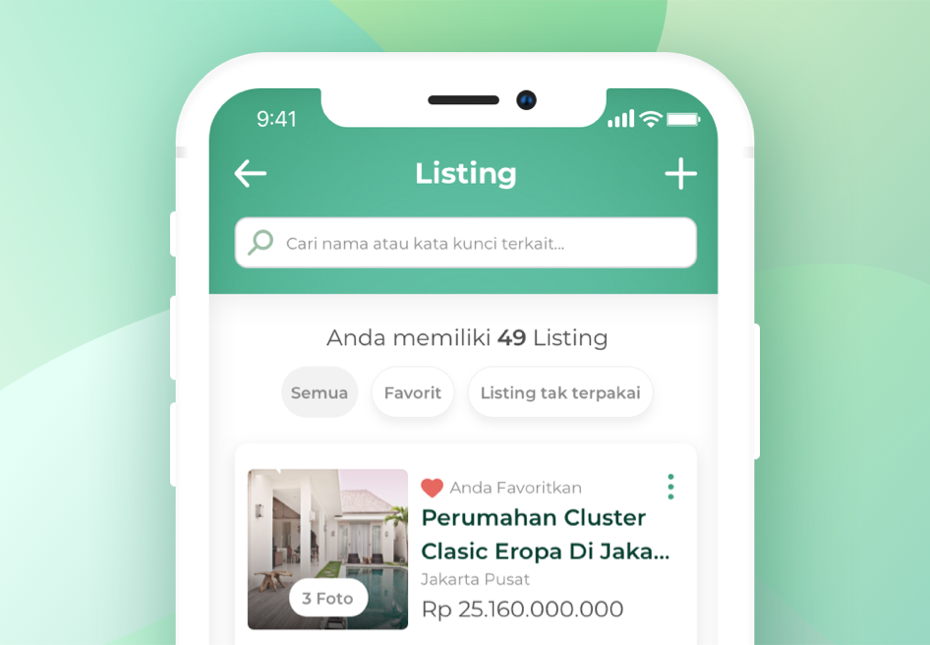 9:41
Listing
Cari nama atau kata kunci terkait...
Anda memiliki 49 Listing
Semua
Favorit
Listing tak terpakai
Anda Favoritkan
Perumahan Cluster
Clasic Eropa Di Jaka...
Jakarta Pusat
Rp 25.160.000.000
3 Foto